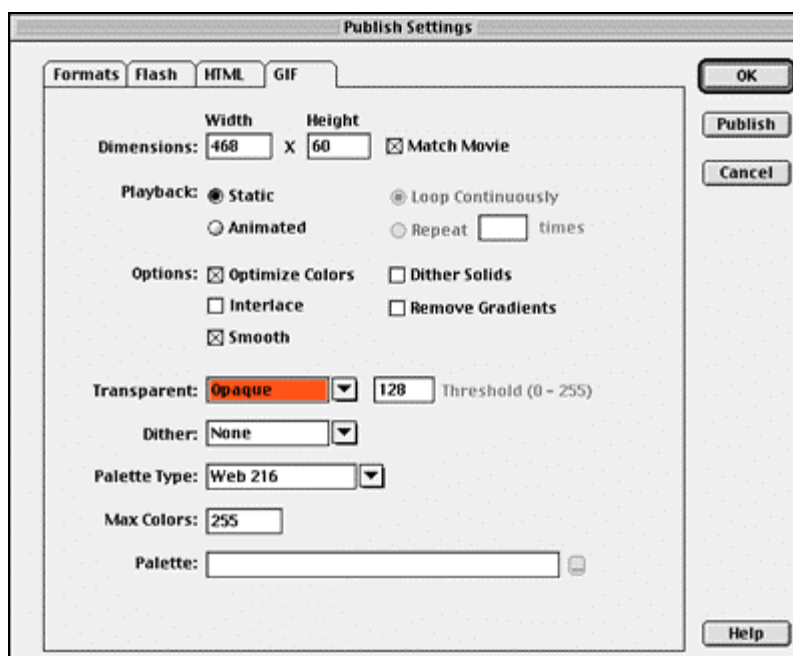 Publish Settings
Formats Flash HTML GIF
OK
Publish
Cancel
Width Height
Dimensions: 468 X 60 Match Movie
Playback: Static Loop Continuously
Animated Repeat times
Options: Optimize Colors Dither Solids
Interlace Remove Gradients
Smooth
Transparent: Opaque 128 Threshold (0 - 255)
Dither: None
Palette Type: Web 216
Max Colors: 255
Palette: ...
Help